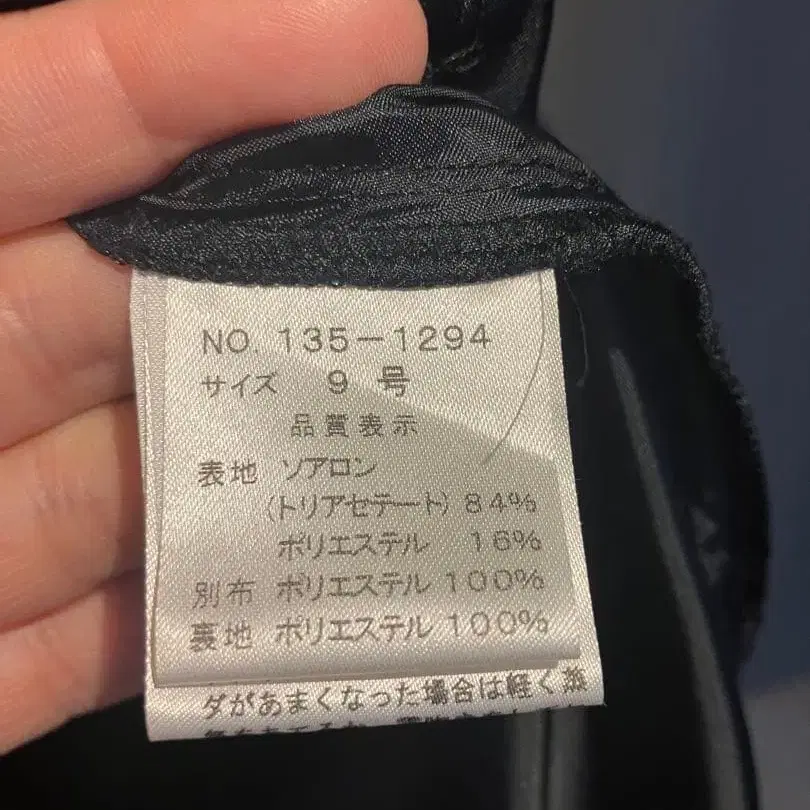 NO. 135-1294
サイズ 9 号
品質表示
表地 ソアロン
(トリアセテート) 84%
ポリエステル 16%
別布 ポリエステル 100%
裏地 ポリエステル 100%
ダがあまくなった場合は軽く蒸